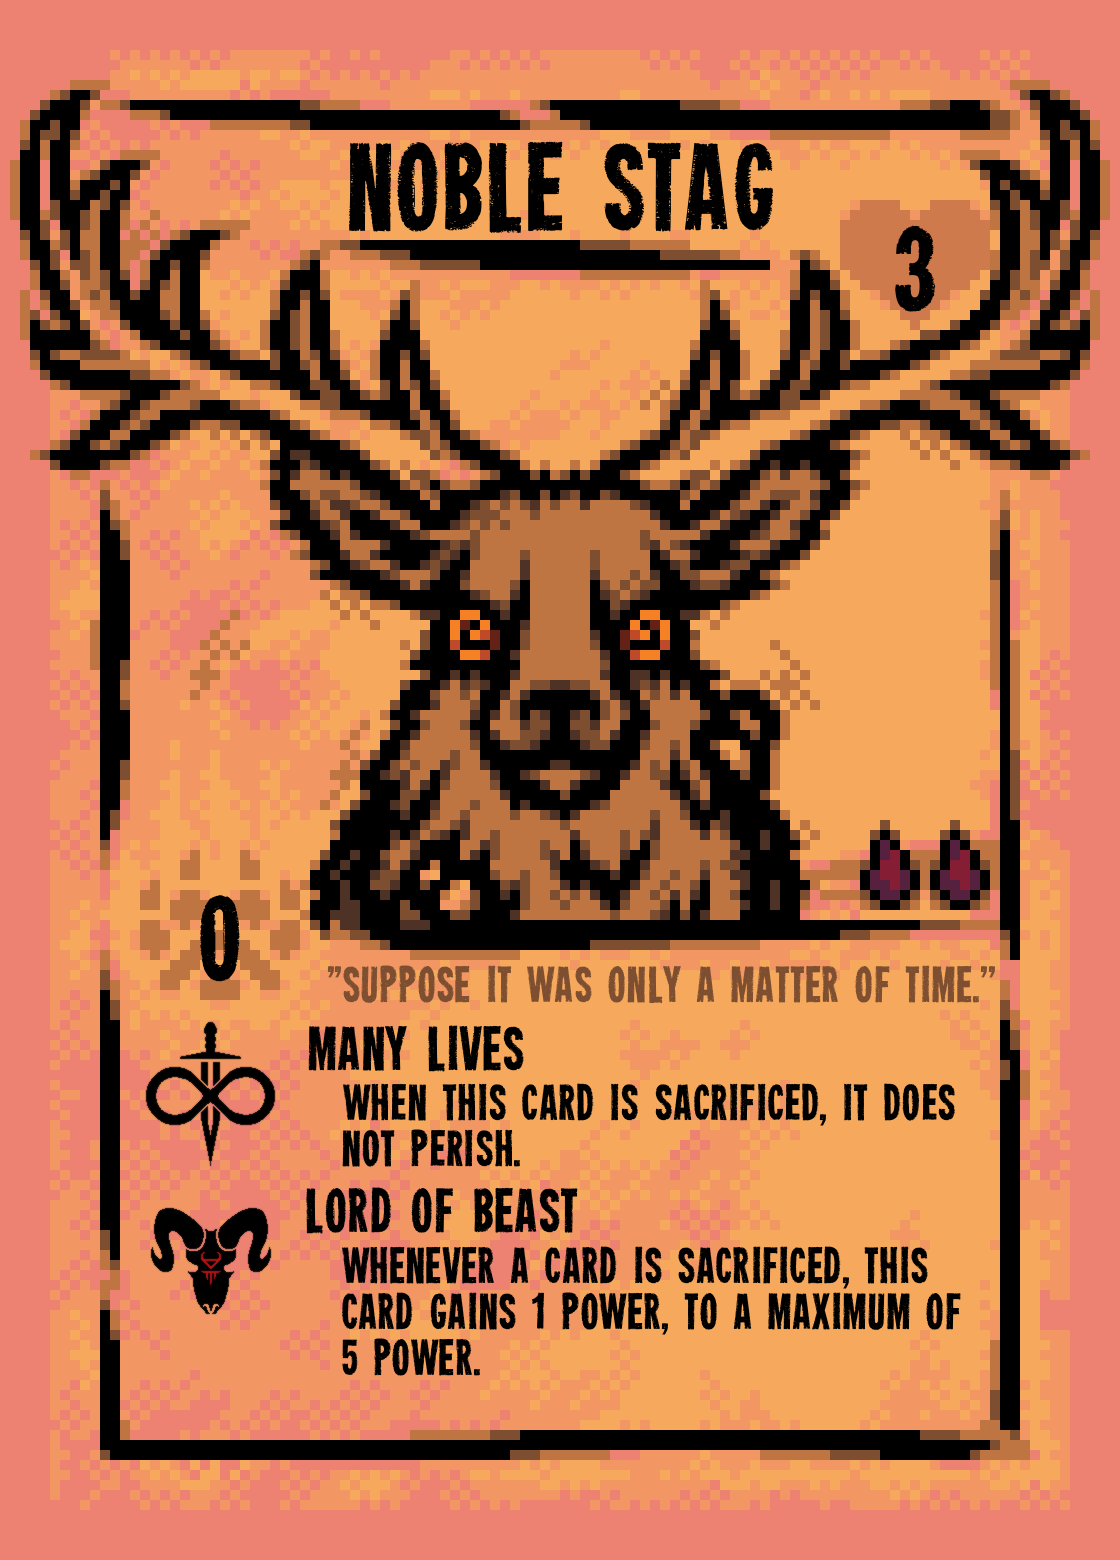 NOBLE STAG
3
0
"SUPPOSE IT WAS ONLY A MATTER OF TIME."
MANY LIVES
WHEN THIS CARD IS SACRIFICED, IT DOES
NOT PERISH.
LORD OF BEAST
WHENEVER A CARD IS SACRIFICED, THIS
CARD GAINS 1 POWER, TO A MAXIMUM OF
5 POWER.